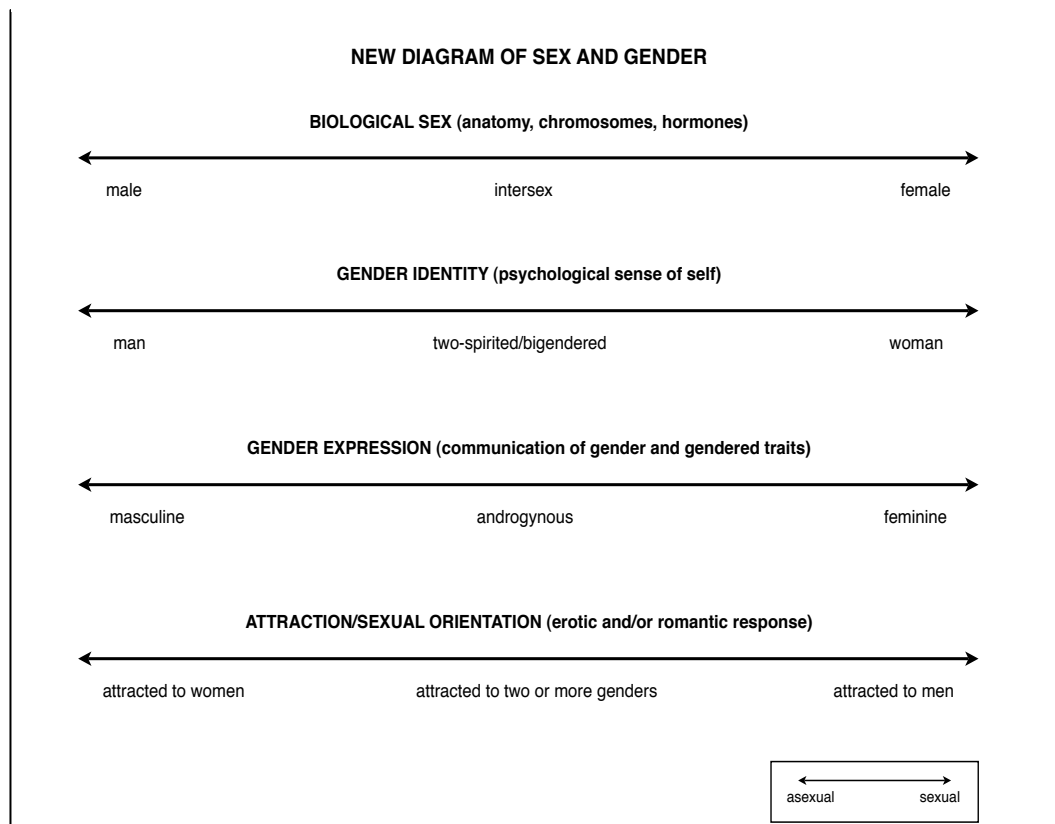 NEW DIAGRAM OF SEX AND GENDER
BIOLOGICAL SEX (anatomy, chromosomes, hormones)
male intersex female
GENDER IDENTITY (psychological sense of self)
man two-spirited/bigendered woman
GENDER EXPRESSION (communication of gender and gendered traits)
masculine androgynous feminine
ATTRACTION/SEXUAL ORIENTATION (erotic and/or romantic response)
attracted to women attracted to two or more genders attracted to men
asexual sexual